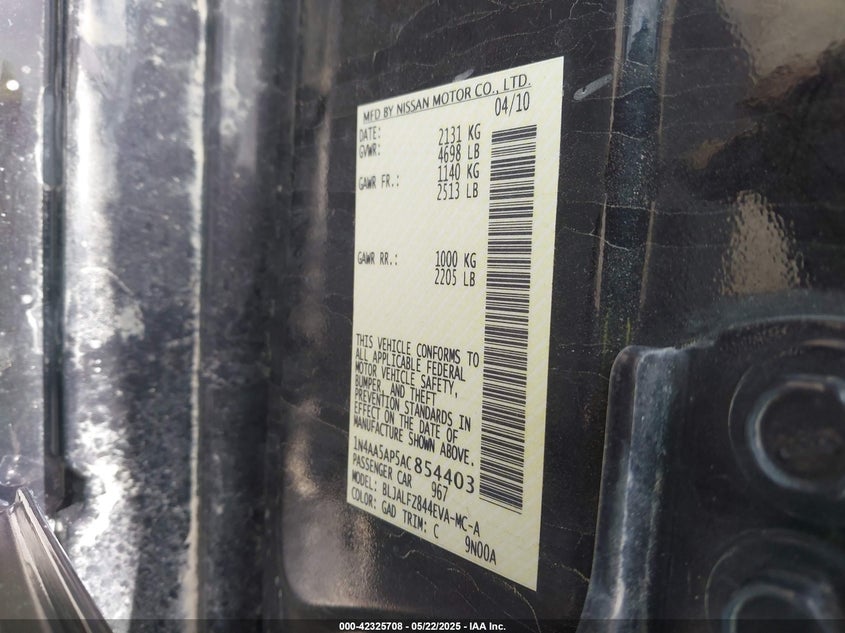 MFD BY NISSAN MOTOR CO., LTD.
DATE: 04/10
GVWR: 2131 KG
4698 LB
GAWR FR.: 1140 KG
2513 LB
GAWR RR.: 1000 KG
2205 LB
THIS VEHICLE CONFORMS TO
ALL APPLICABLE FEDERAL
MOTOR VEHICLE SAFETY,
BUMPER, AND THEFT
PREVENTION STANDARDS IN
EFFECT ON THE DATE OF
MANUFACTURE SHOWN ABOVE.
1N4AA5AP5AC854403
PASSENGER CAR 967
MODEL: BLJALFZ844EVA-MC-A
COLOR: GAD TRIM: C 9N00A
000-42325708 - 05/22/2025 - IAA Inc.